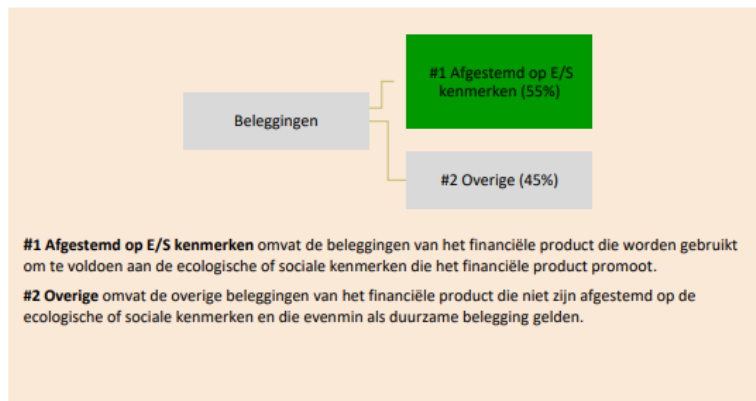 #1 Afgestemd op E/S
kenmerken (55%)
Beleggingen
#2 Overige (45%)
#1 Afgestemd op E/S kenmerken omvat de beleggingen van het financiële product die worden gebruikt
om te voldoen aan de ecologische of sociale kenmerken die het financiële product promoot.
#2 Overige omvat de overige beleggingen van het financiële product die niet zijn afgestemd op de
ecologische of sociale kenmerken en die evenmin als duurzame belegging gelden.